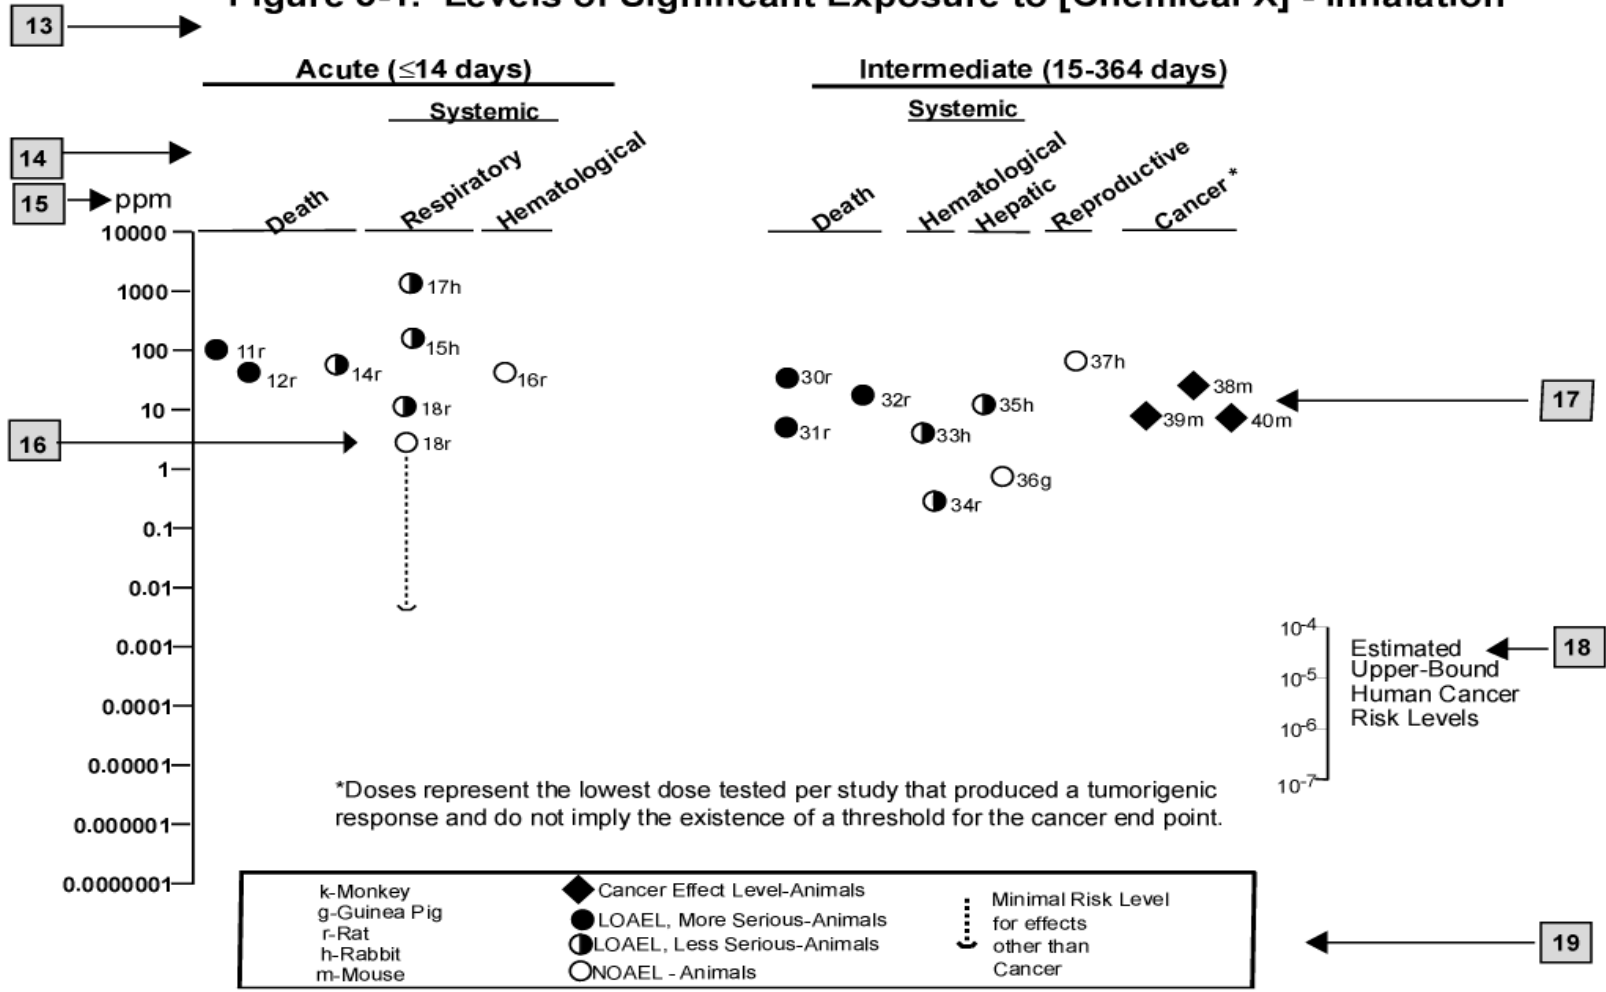 Figure 3-1. Levels of Significant Exposure to [Chemical X] - Inhalation
13
Acute (≤14 days)
Intermediate (15-364 days)
Systemic
Systemic
14
15
ppm
Death
Respiratory
Hematological
Death
Hematological
Hepatic
Reproductive
Cancer *
10000
1000
100
10
1
0.1
0.01
0.001
0.0001
0.00001
0.000001
0.0000001
17h
15h
11r
12r
14r
16r
18r
18r
16
30r
31r
32r
33h
34r
35h
36g
37h
38m
39m
40m
17
10-4
10-5
10-6
10-7
Estimated
Upper-Bound
Human Cancer
Risk Levels
18
*Doses represent the lowest dose tested per study that produced a tumorigenic
response and do not imply the existence of a threshold for the cancer end point.
k-Monkey
g-Guinea Pig
r-Rat
h-Rabbit
m-Mouse
Cancer Effect Level-Animals
LOAEL, More Serious-Animals
LOAEL, Less Serious-Animals
NOAEL - Animals
Minimal Risk Level
for effects
other than
Cancer
19